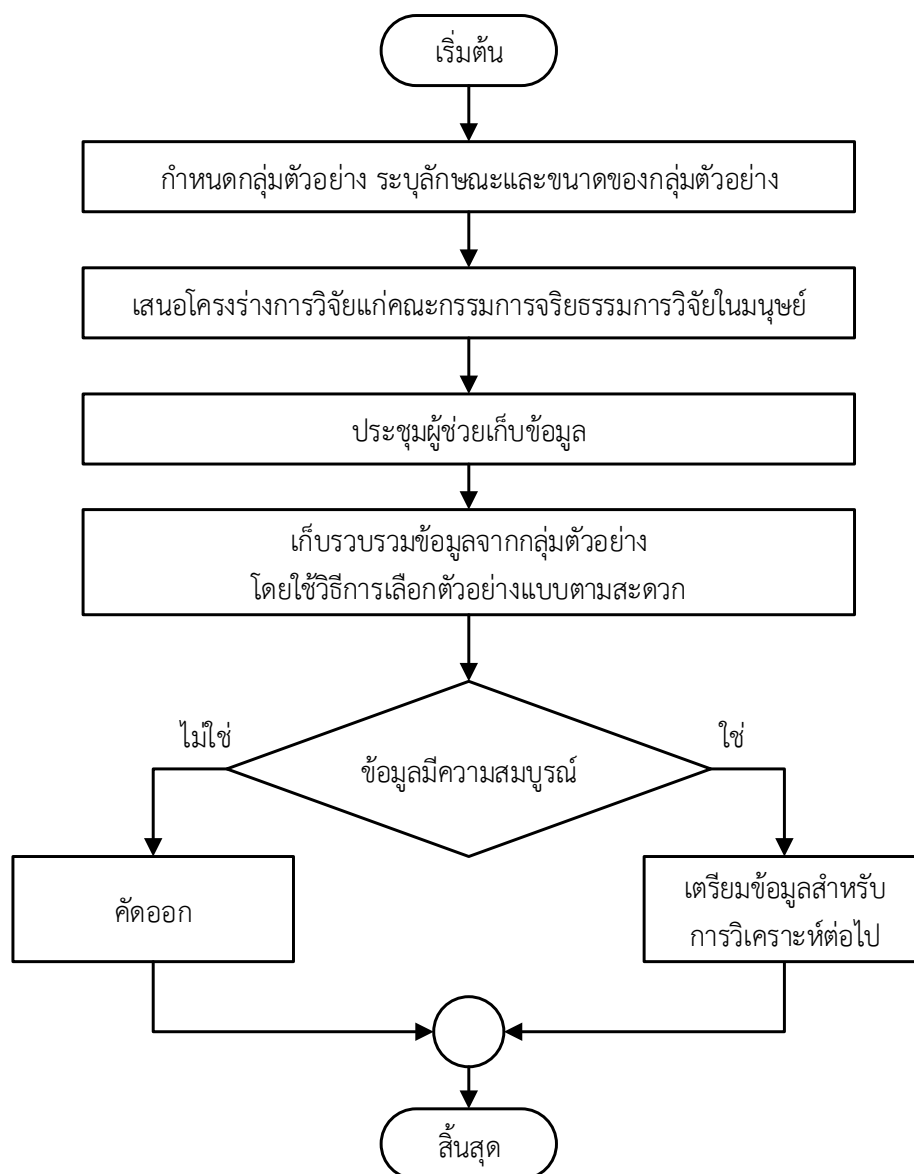 เริ่มต้น
กำหนดกลุ่มตัวอย่าง ระบุลักษณะและขนาดของกลุ่มตัวอย่าง
เสนอโครงร่างการวิจัยแก่คณะกรรมการจริยธรรมการวิจัยในมนุษย์
ประชุมผู้ช่วยเก็บข้อมูล
เก็บรวบรวมข้อมูลจากกลุ่มตัวอย่าง
โดยใช้วิธีการเลือกตัวอย่างแบบตามสะดวก
ไม่ใช่
ใช่
ข้อมูลมีความสมบูรณ์
คัดออก
เตรียมข้อมูลสำหรับ
การวิเคราะห์ต่อไป
สิ้นสุด